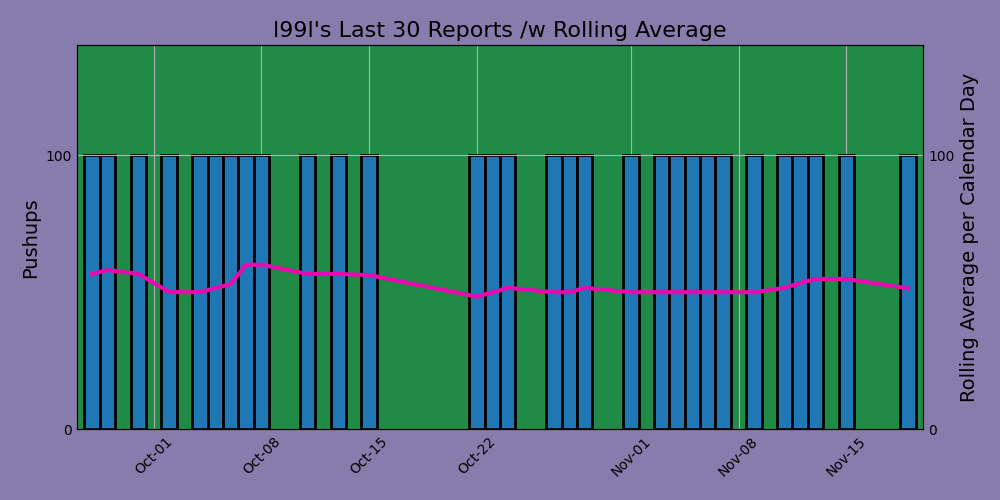 I99I's Last 30 Reports /w Rolling Average
Pushups
100
0
100
0
Rolling Average per Calendar Day
Oct-01
Oct-08
Oct-15
Oct-22
Nov-01
Nov-08
Nov-15